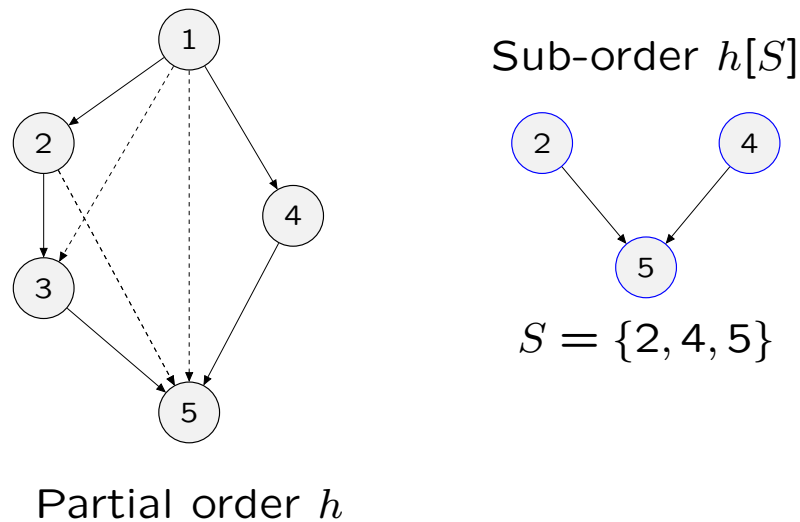 1
2
3
4
5
Partial order h
Sub-order h[S]
2
4
5
S = {2, 4, 5}